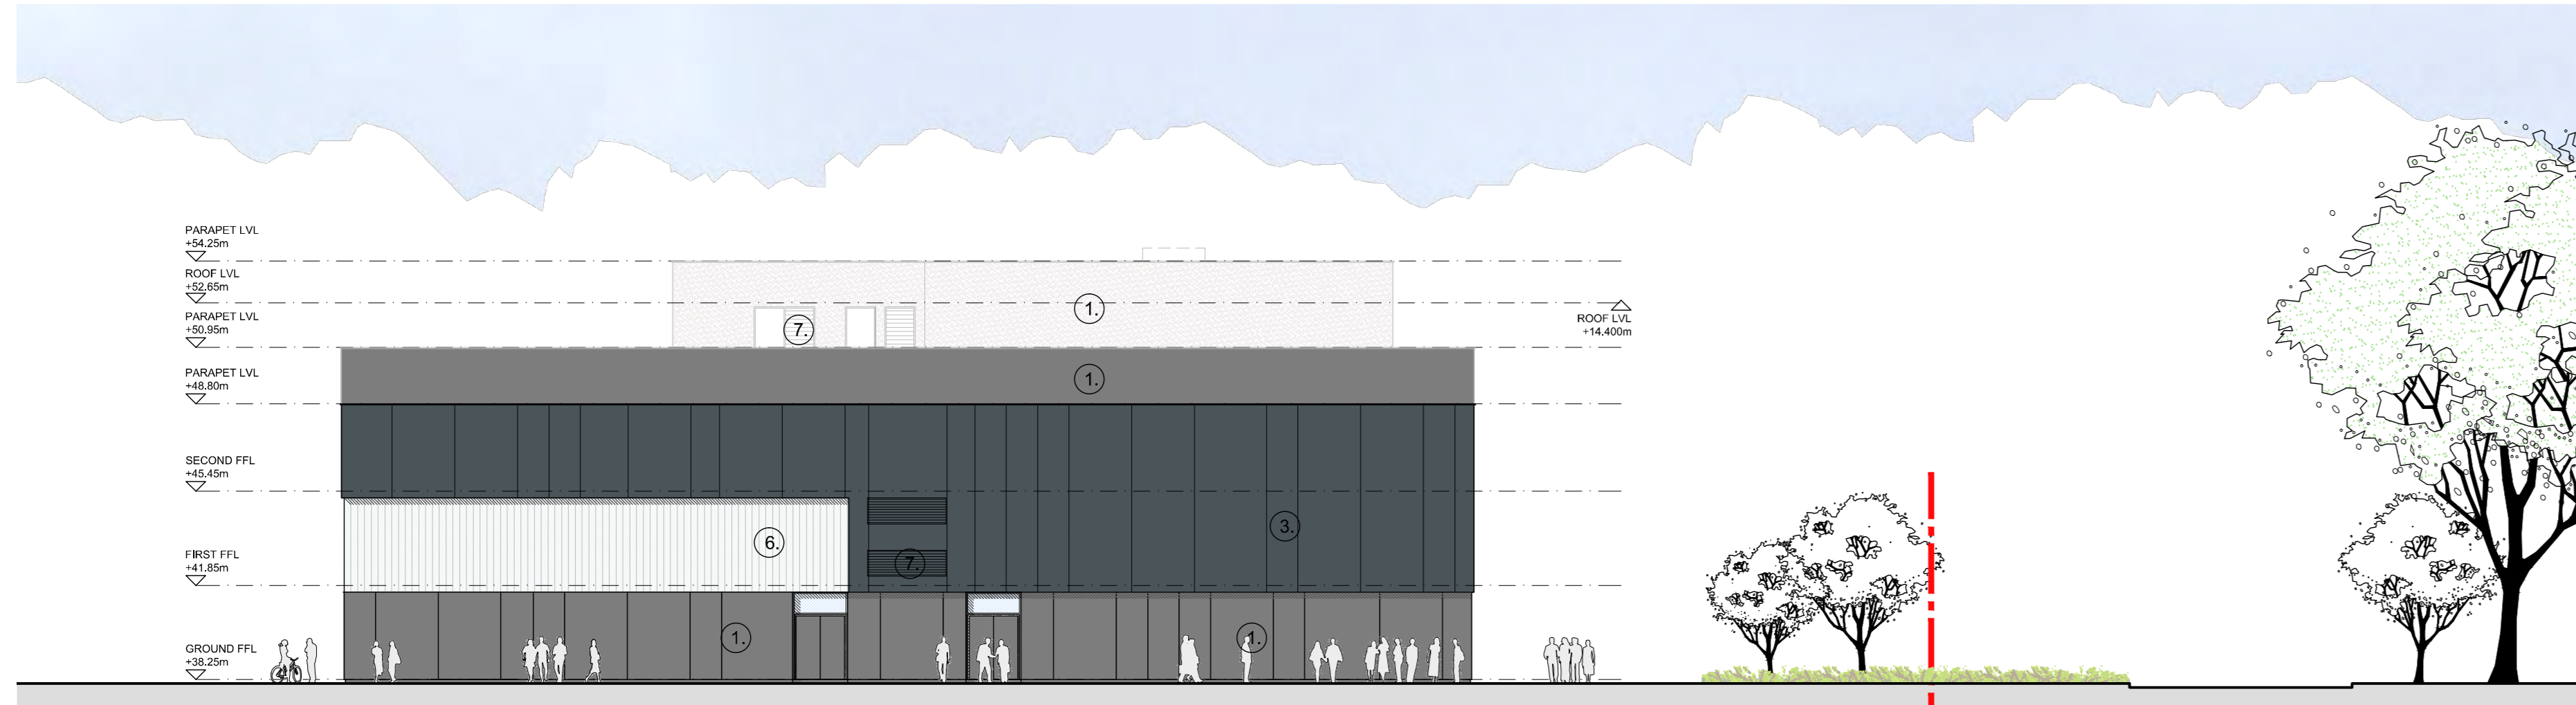 PARAPET LVL
+54.25m
ROOF LVL
+52.65m
PARAPET LVL
+50.95m
PARAPET LVL
+48.80m
SECOND FFL
+45.45m
FIRST FFL
+41.85m
GROUND FFL
+38.25m
1.
7.
ROOF LVL
+14.400m
1.
3.
6.
7.
1.
1.